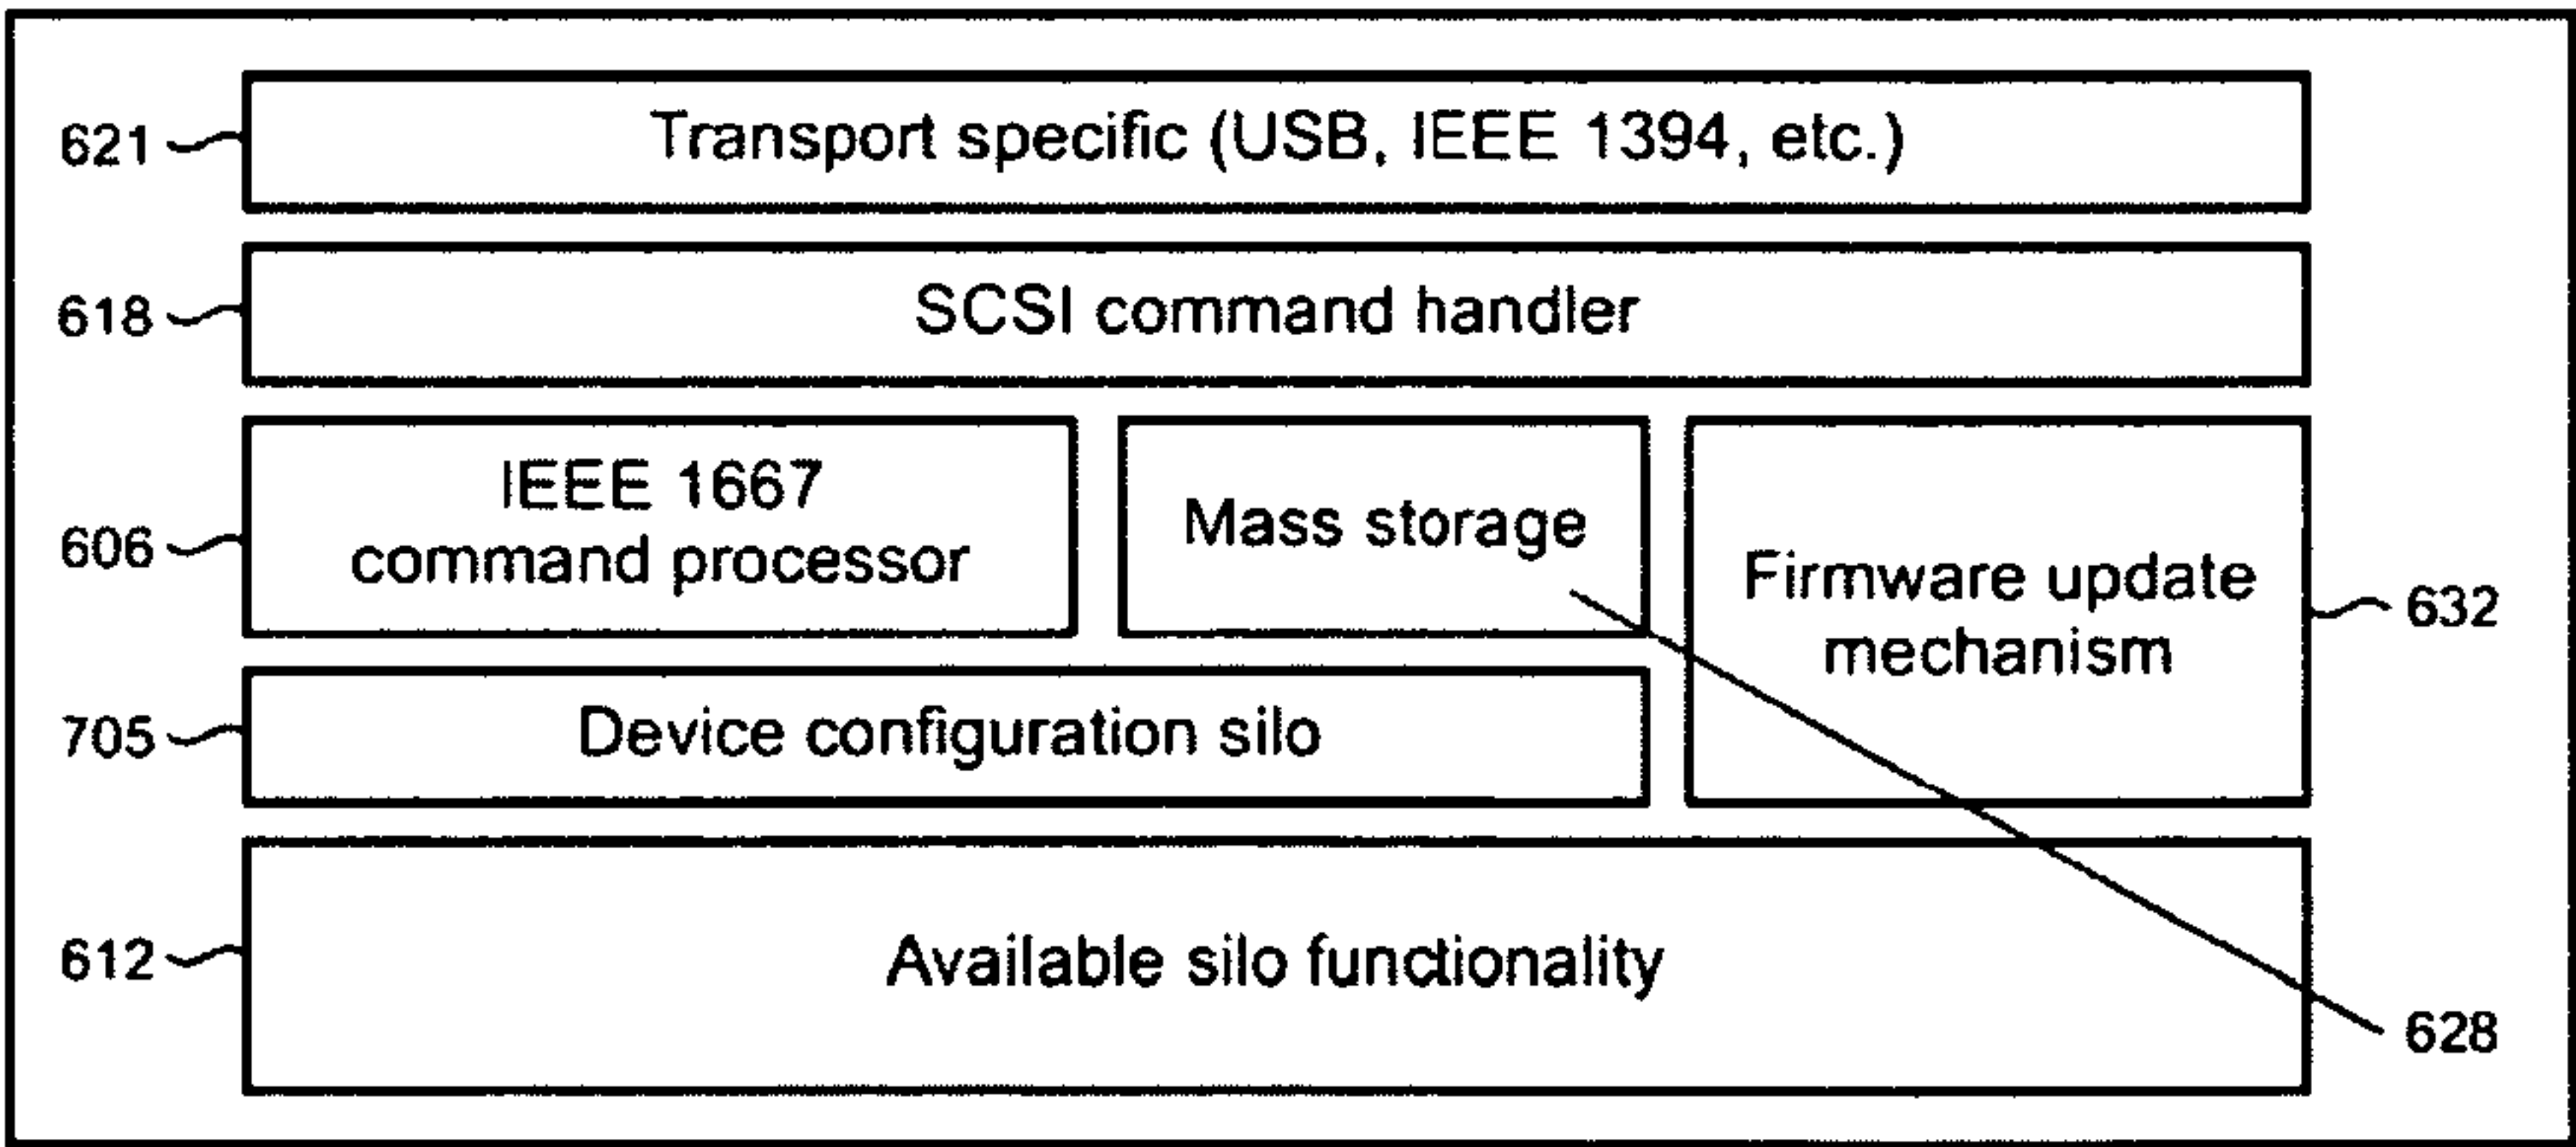 621
Transport specific (USB, IEEE 1394, etc.)
618
SCSI command handler
606
IEEE 1667
command processor
Mass storage
Firmware update
mechanism
632
705
Device configuration silo
612
Available silo functionality
628